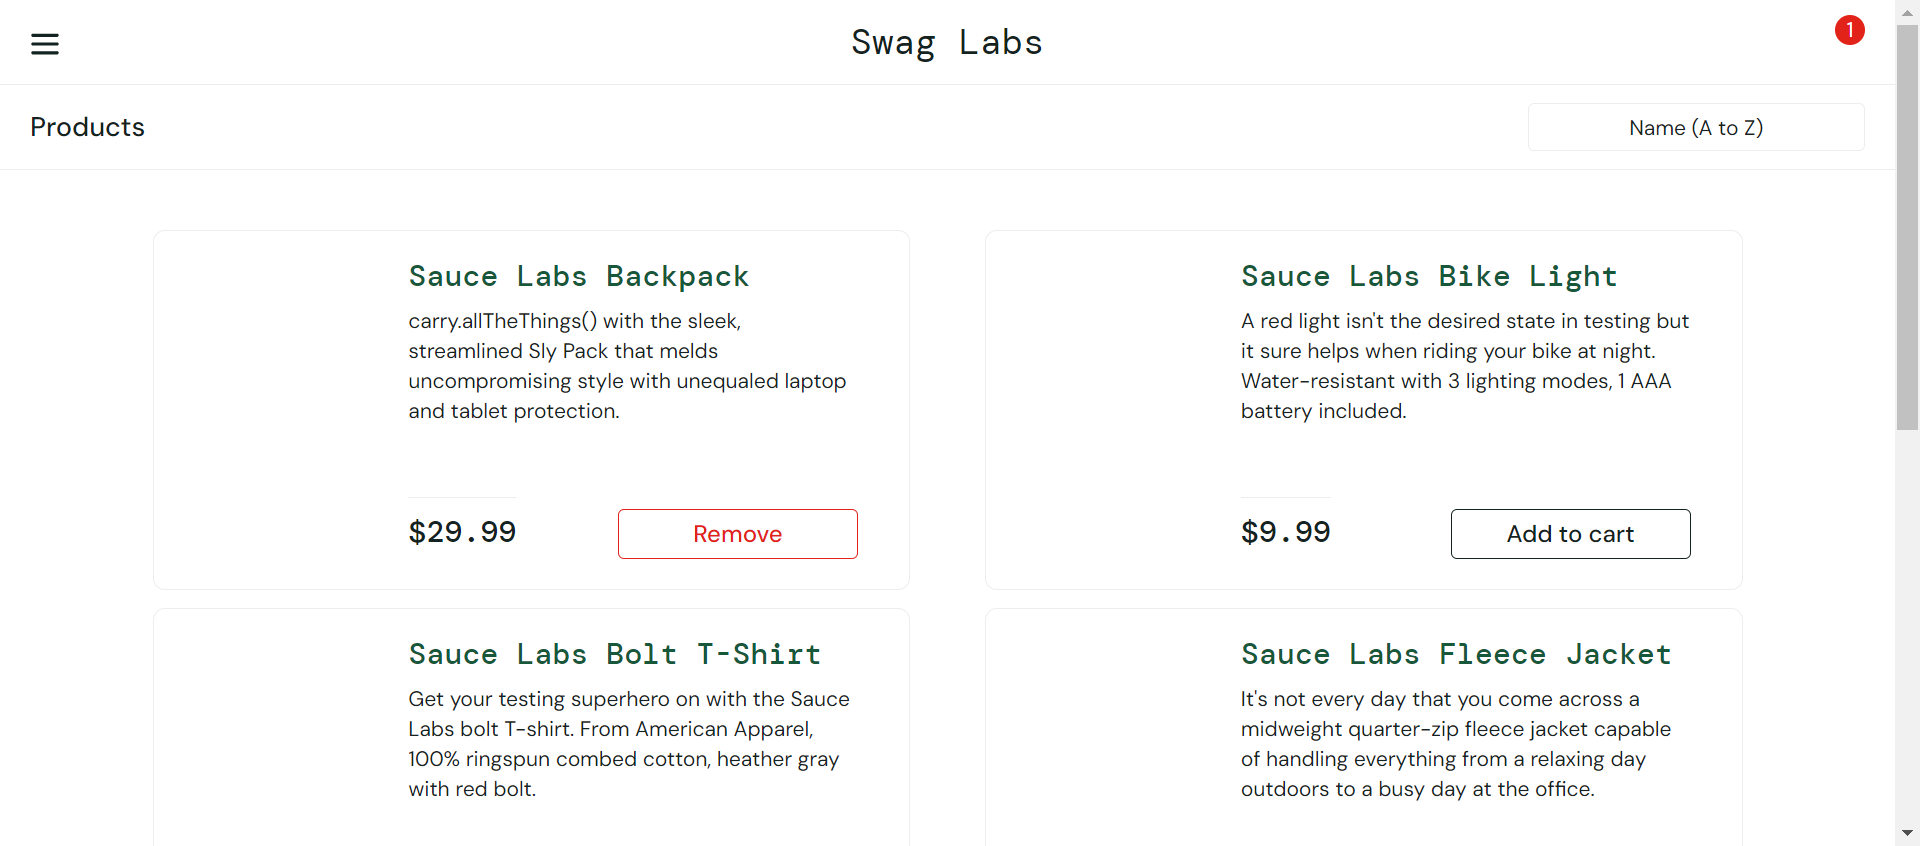 Swag Labs
1
Products
Name (A to Z)
Sauce Labs Backpack
carry.allTheThings() with the sleek,
streamlined Sly Pack that melds
uncompromising style with unequaled laptop
and tablet protection.
$29.99
Remove
Sauce Labs Bike Light
A red light isn't the desired state in testing but
it sure helps when riding your bike at night.
Water-resistant with 3 lighting modes, 1 AAA
battery included.
$9.99
Add to cart
Sauce Labs Bolt T-Shirt
Get your testing superhero on with the Sauce
Labs bolt T-shirt. From American Apparel,
100% ringspun combed cotton, heather gray
with red bolt.
Sauce Labs Fleece Jacket
It's not every day that you come across a
midweight quarter-zip fleece jacket capable
of handling everything from a relaxing day
outdoors to a busy day at the office.